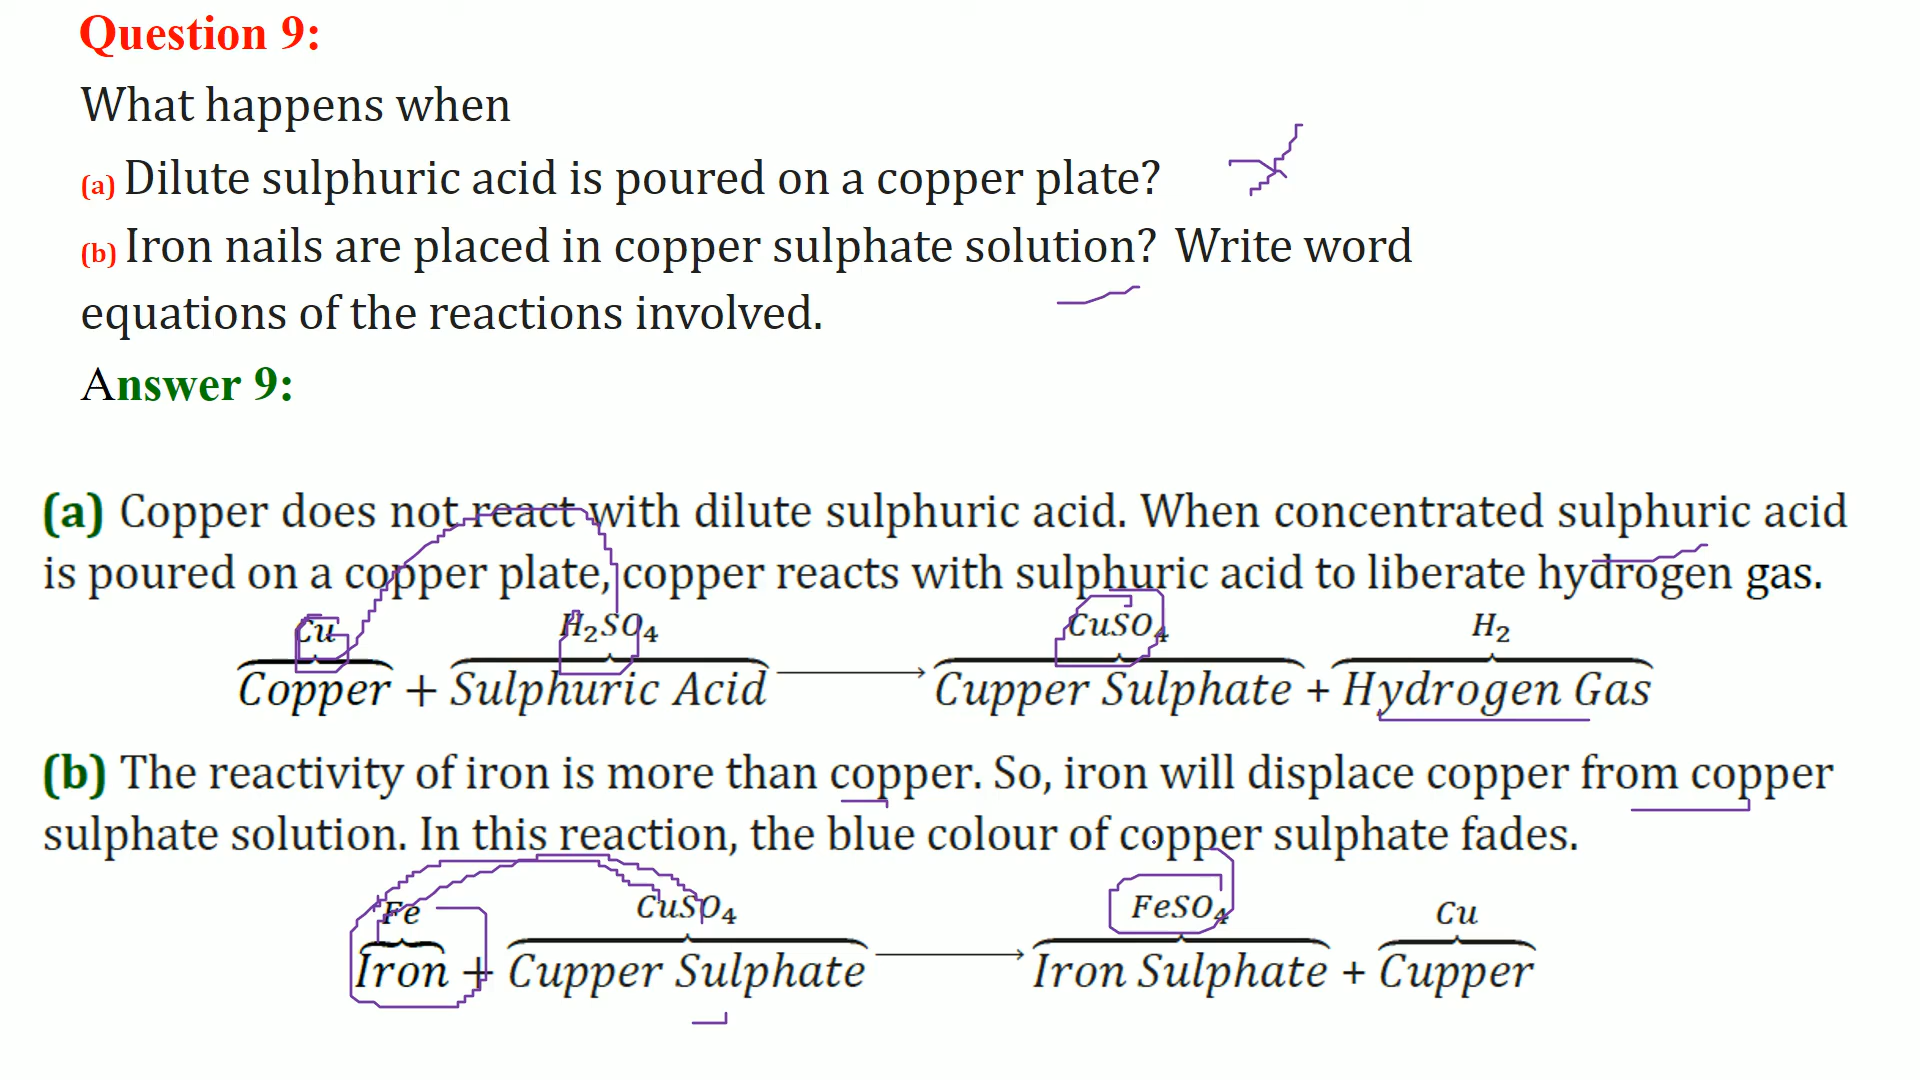 Question 9:
What happens when
(a) Dilute sulphuric acid is poured on a copper plate?
(b) Iron nails are placed in copper sulphate solution? Write word
equations of the reactions involved.
Answer 9:
(a) Copper does not react with dilute sulphuric acid. When concentrated sulphuric acid
is poured on a copper plate, copper reacts with sulphuric acid to liberate hydrogen gas.
Cu H₂SO₄ CuSO₄ H₂
Copper + Sulphuric Acid ⟶ Cupper Sulphate + Hydrogen Gas
(b) The reactivity of iron is more than copper. So, iron will displace copper from copper
sulphate solution. In this reaction, the blue colour of copper sulphate fades.
Fe CuSO₄ FeSO₄ Cu
Iron + Cupper Sulphate ⟶ Iron Sulphate + Cupper